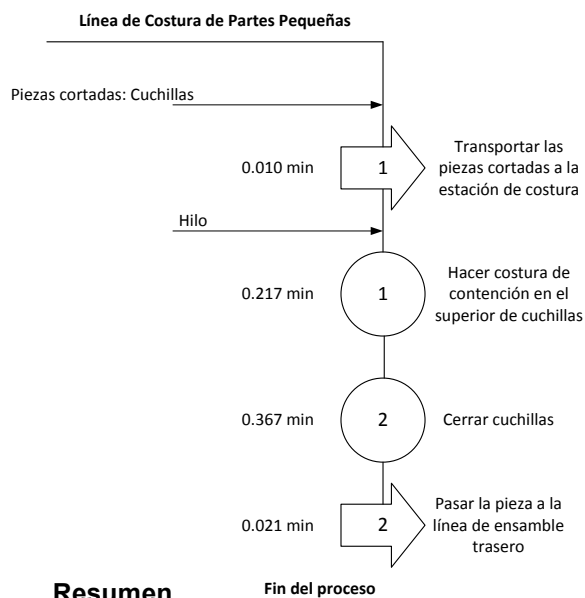 Línea de Costura de Partes Pequeñas
Piezas cortadas: Cuchillas
0.010 min
1
Transportar las
piezas cortadas a la
estación de costura
Hilo
0.217 min
1
Hacer costura de
contención en el
superior de cuchillas
0.367 min
2
Cerrar cuchillas
0.021 min
2
Pasar la pieza a la
línea de ensamble
trasero
Resumen
Fin del proceso